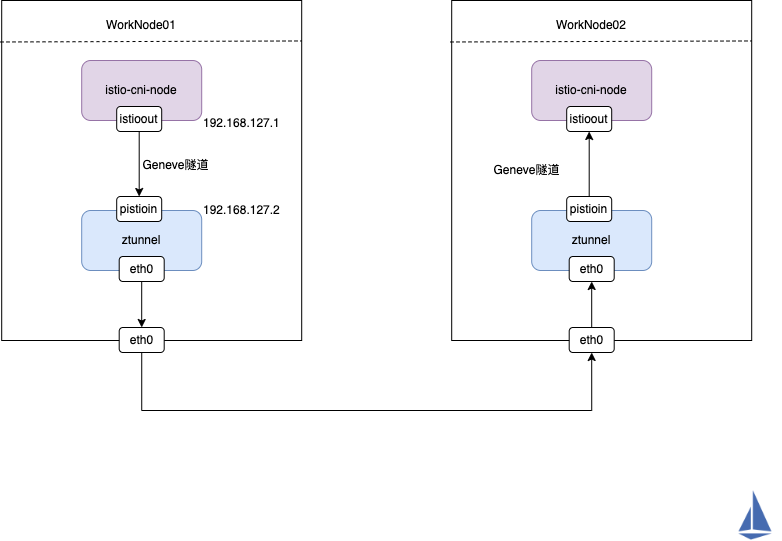 WorkNode01
istio-cni-node
istioout
192.168.127.1
Geneve隧道
pistioin
192.168.127.2
ztunnel
eth0
eth0
WorkNode02
istio-cni-node
istioout
Geneve隧道
pistioin
ztunnel
eth0
eth0